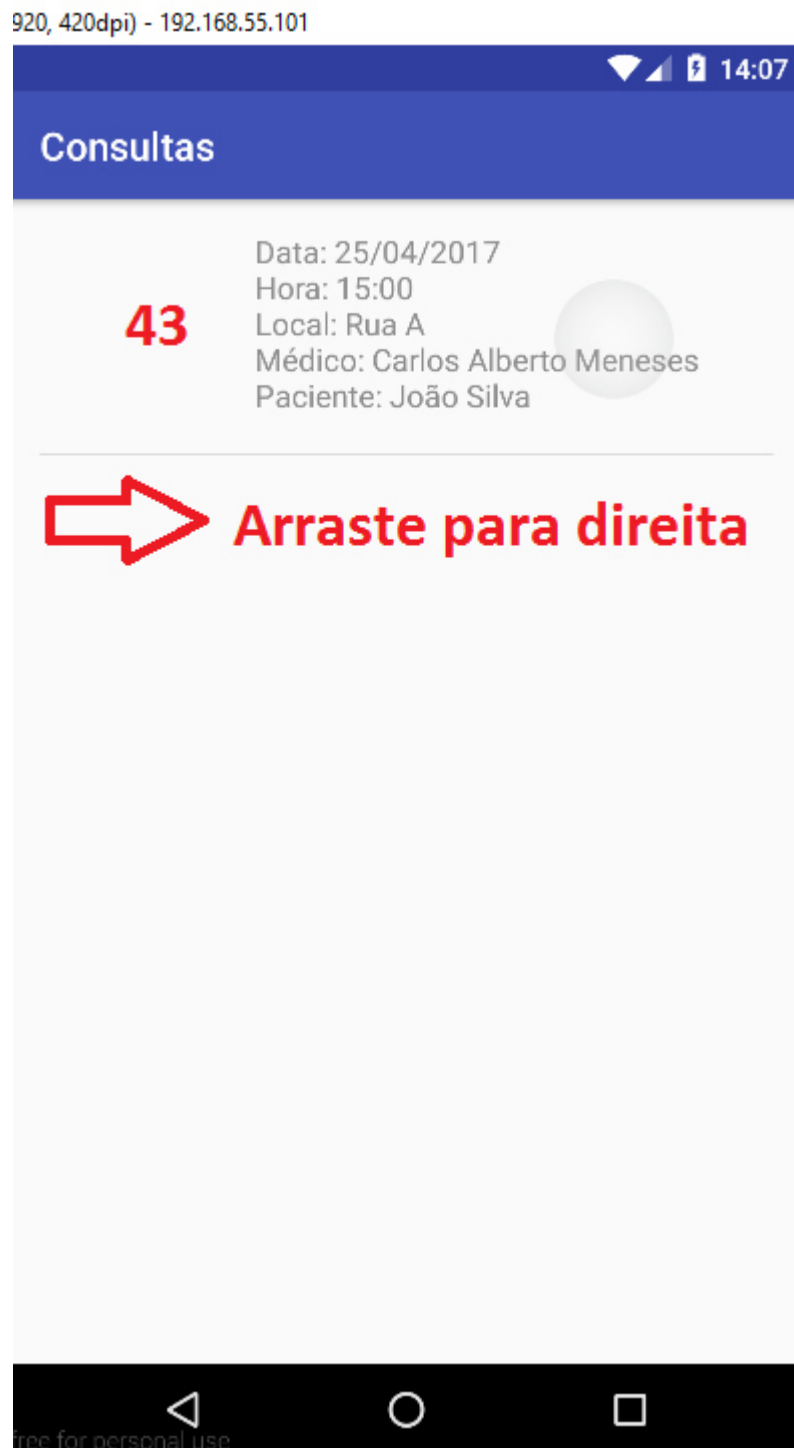 920, 420dpi) - 192.168.55.101
14:07
Consultas
43
Data: 25/04/2017
Hora: 15:00
Local: Rua A
Médico: Carlos Alberto Meneses
Paciente: João Silva
Arraste para direita
free for personal use